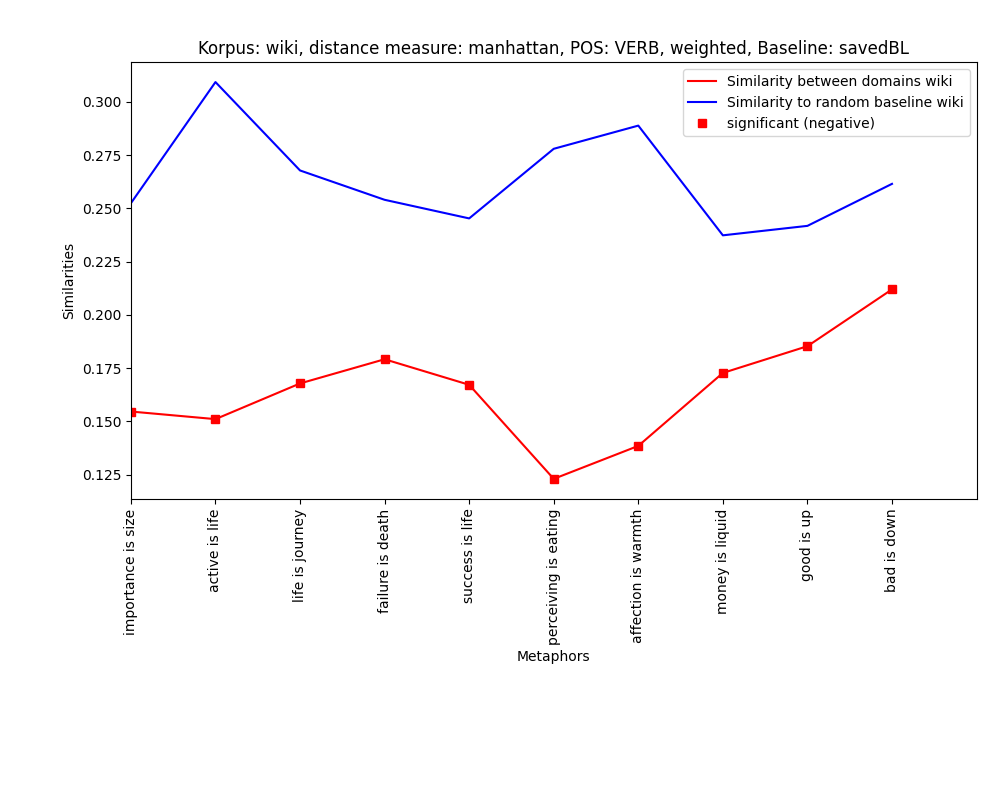 Korpus: wiki, distance measure: manhattan, POS: VERB, weighted, Baseline: savedBL
Similarity between domains wiki
Similarity to random baseline wiki
significant (negative)
Similarities
0.300
0.275
0.250
0.225
0.200
0.175
0.150
0.125
importance is size
active is life
life is journey
failure is death
success is life
perceiving is eating
affection is warmth
money is liquid
good is up
bad is down
Metaphors